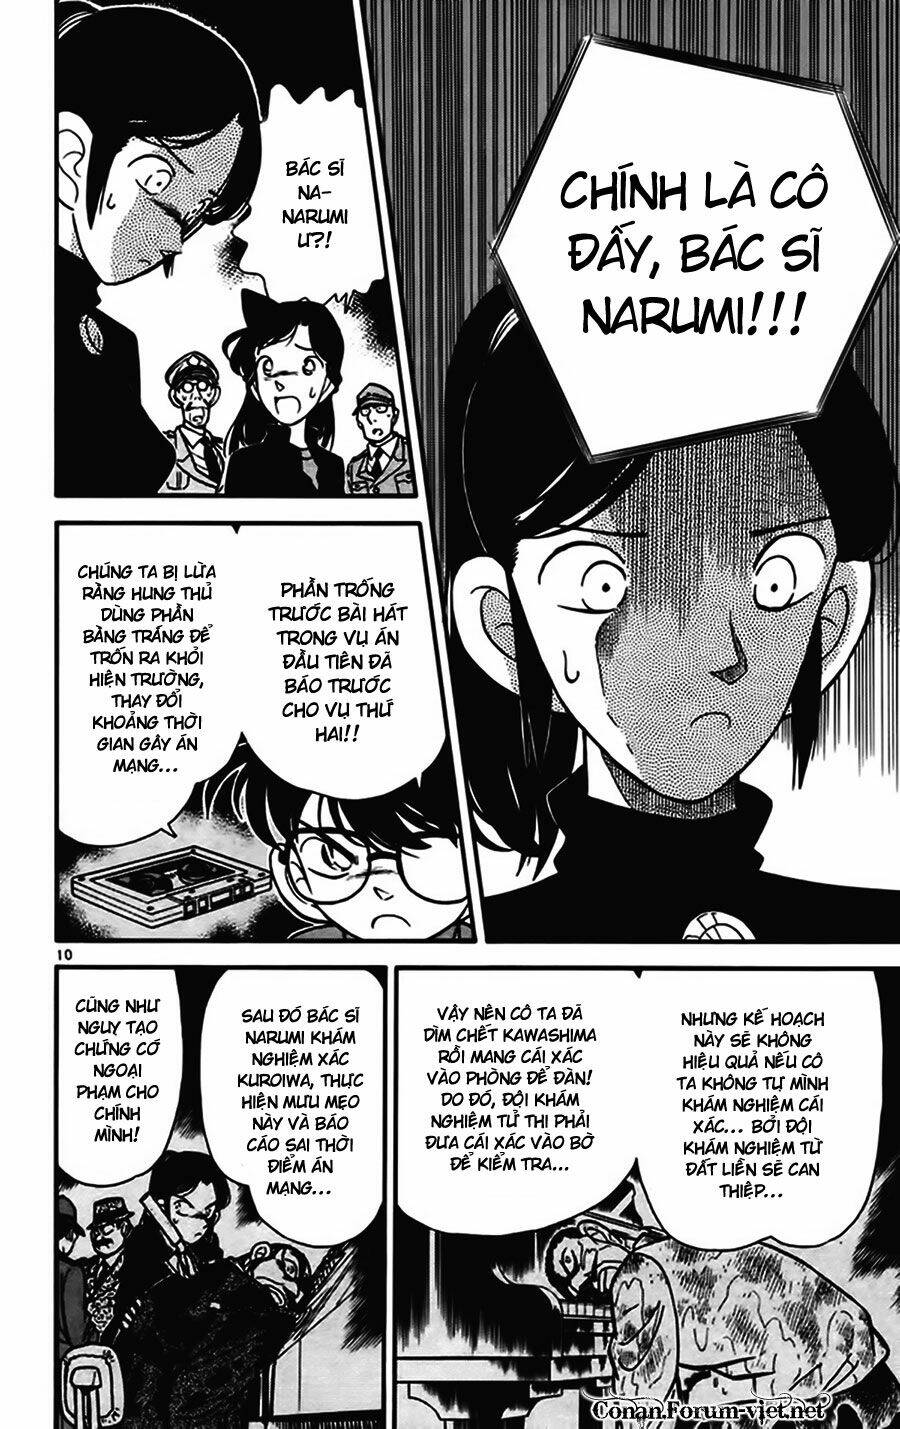 CHÍNH LÀ CÔ
ĐẤY, BÁC SĨ
NARUMI!!!
BÁC SĨ
NA-
NARUMI
Ư?!
PHẦN TRỐNG
TRƯỚC BÀI HÁT
TRONG VỤ ÁN
ĐẦU TIÊN ĐÃ
BÁO TRƯỚC
CHO VỤ THỨ
HAI!!
CHÚNG TA BỊ LỪA
RẰNG HUNG THỦ
DÙNG PHẦN
BĂNG TRẮNG ĐỂ
TRỐN RA KHỎI
HIỆN TRƯỜNG,
THAY ĐỔI
KHOẢNG THỜI
GIAN GÂY ÁN
MẠNG...
10
NHƯNG KẾ HOẠCH
NÀY SẼ KHÔNG
HIỆU QUẢ NẾU CÔ
TA KHÔNG TỰ MÌNH
KHÁM NGHIỆM CÁI
XÁC... BỞI ĐỘI
KHÁM NGHIỆM TỪ
ĐẤT LIỀN SẼ CAN
THIỆP...
VẬY NÊN CÔ TA ĐÃ
DÌM CHẾT KAWASHIMA
RỒI MANG CÁI XÁC
VÀO PHÒNG ĐỂ ĐÀN!
DO ĐÓ, ĐỘI KHÁM
NGHIỆM TỬ THI PHẢI
ĐƯA CÁI XÁC VÀO BỜ
ĐỂ KIỂM TRA...
SAU ĐÓ BÁC SĨ
NARUMI KHÁM
NGHIỆM XÁC
KUROIWA, THỰC
HIỆN MƯU MẸO
NÀY VÀ BÁO
CÁO SAI THỜI
ĐIỂM ÁN
MẠNG...
CŨNG NHƯ
NGỤY TẠO
CHỨNG CỚ
NGOẠI
PHẠM CHO
CHÍNH
MÌNH!
Conan.Forum-viet.net